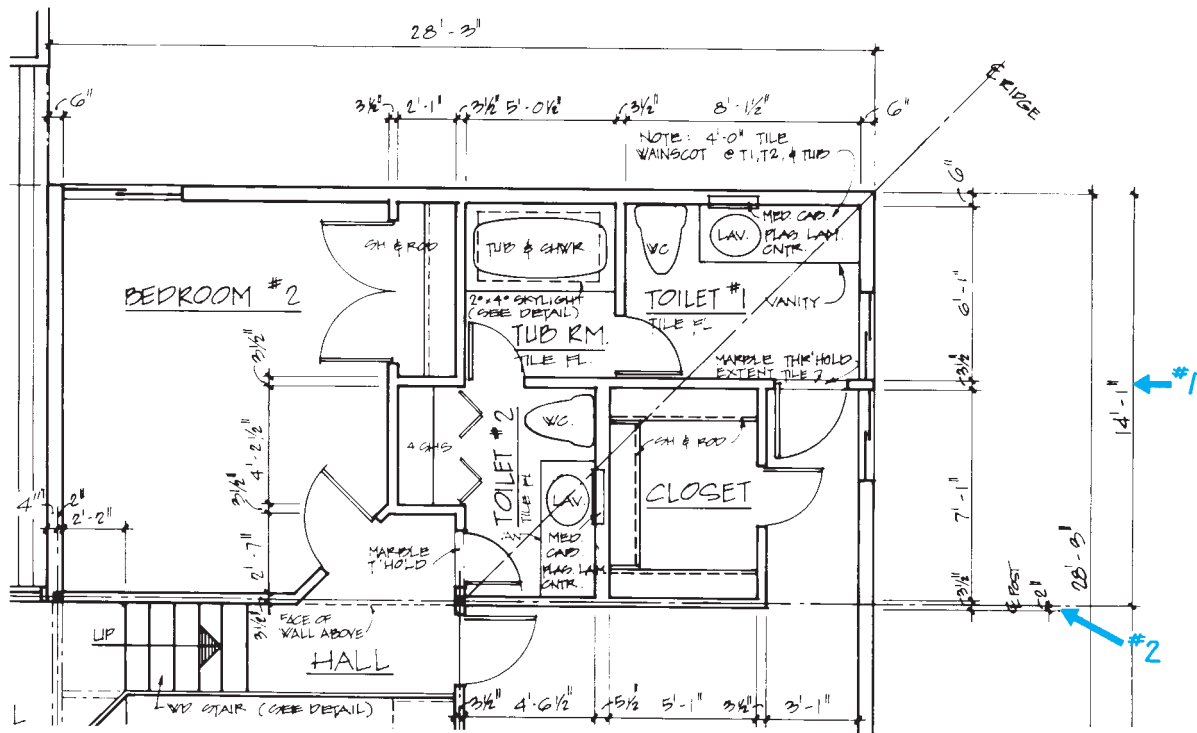 28'-3"
℄ RIDGE
6"
3½"
2'-1"
3½"
5'-0½"
3½"
8'-1½"
6"
NOTE: 4'-0" TILE
WAINSCOT @ T1, T2, & TUB
6"
SH & ROD
TUB & SHWR.
WC
LAV.
MED. CAB.
PLAS. LAM.
CNTR.
BEDROOM #2
2⁰ x 4⁰ SKYLIGHT
(SEE DETAIL)
TUB RM.
TILE FL
TOILET #1
TILE FL
VANITY
6'-1"
MARBLE THR'HOLD
EXTENT TILE
3½"
3½"
#1
14'-1"
4'-2½"
SHS
TOILET #2
TILE FL
WC.
SH & ROD
CLOSET
LAV.
3½"
4"
2"
2'-2"
MED.
CAB.
PLAS. LAM.
CNTR.
7'-1"
28'-3"
2'-7"
MARBLE
T'HOLD
3½"
℄ POST
2"
#2
3½"
FACE OF
WALL ABOVE
UP
HALL
WD STAIR (SEE DETAIL)
L
3½"
4'-6½"
5½
5'-1"
3½"
3'-1"